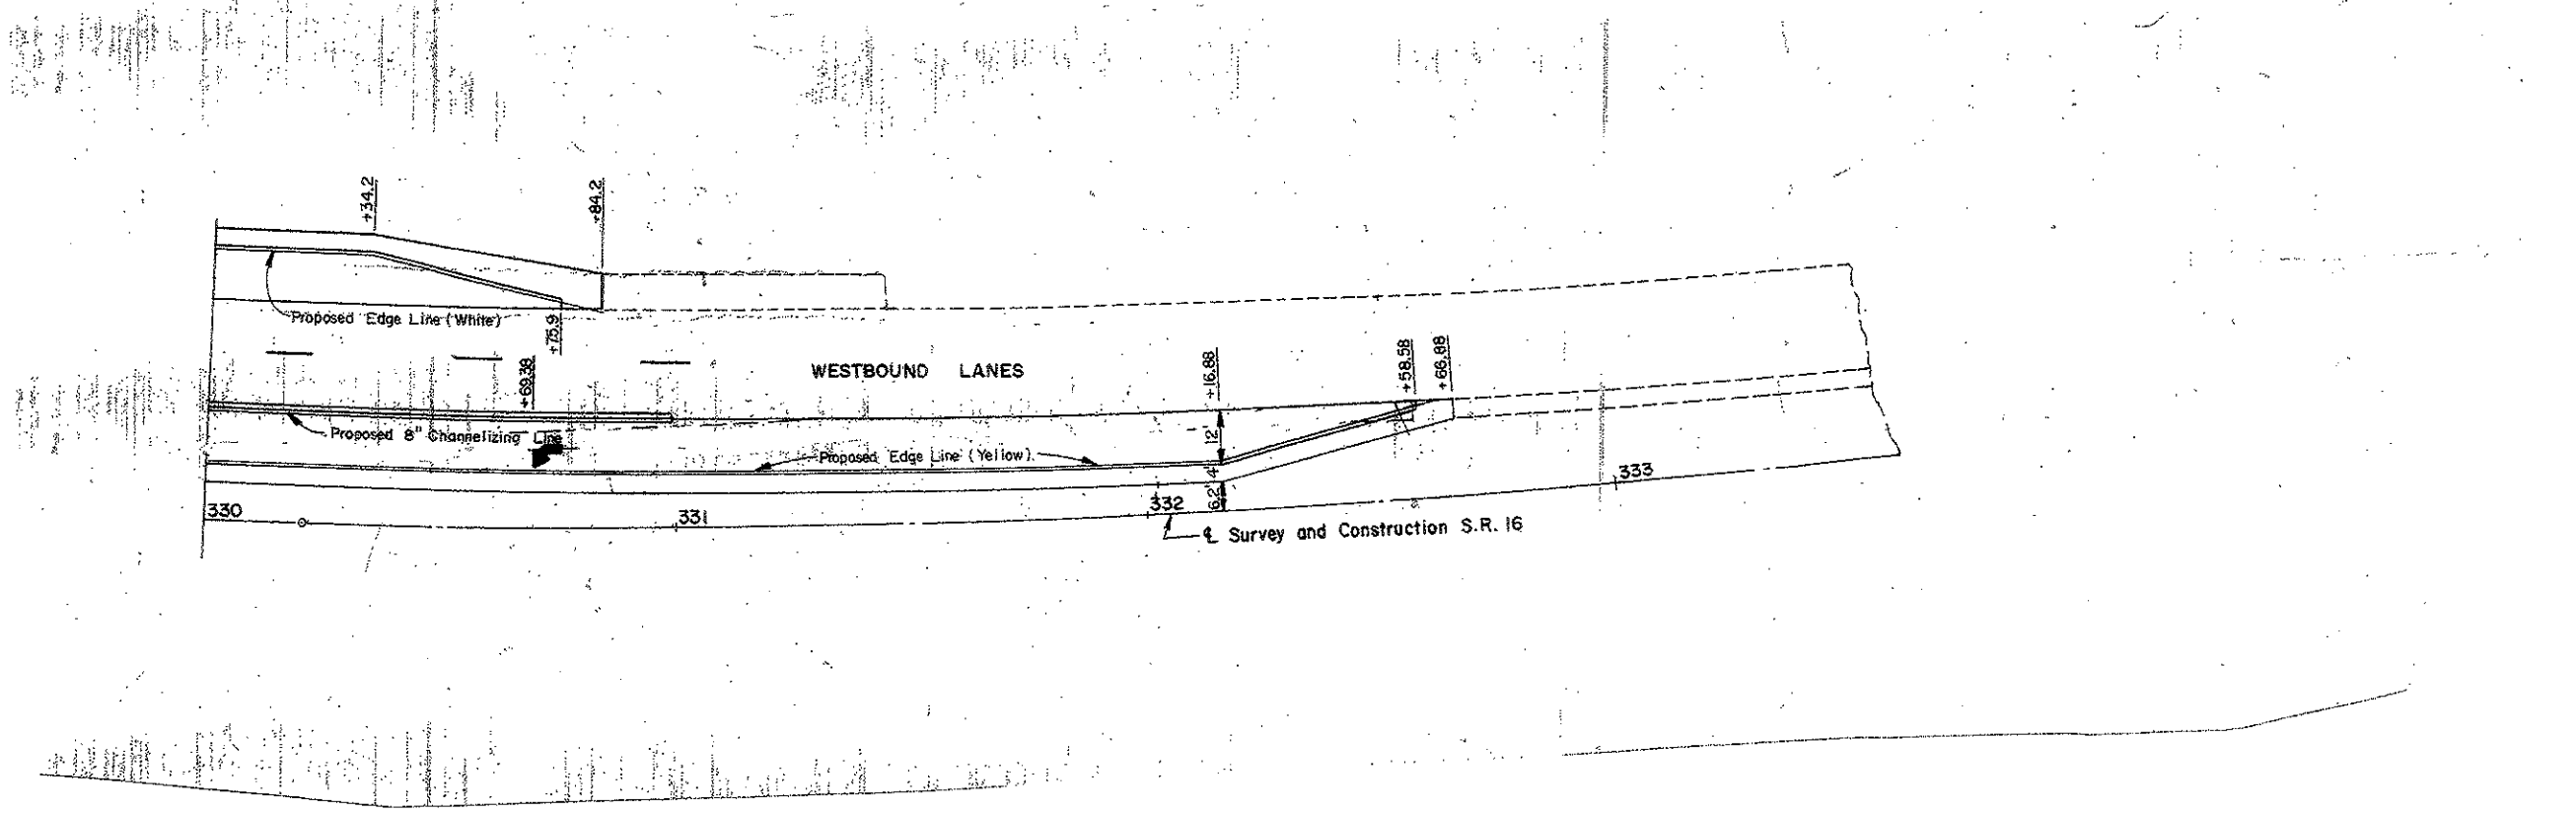 +34.2
+84.2
Proposed Edge Line (White)
+75.9
+69.38
WESTBOUND LANES
+16.88
+58.58
+66.88
Proposed 8" Channelizing Line
12'
Proposed Edge Line (Yellow)
4'
6.2'
330
331
332
333
℄ Survey and Construction S.R. 16